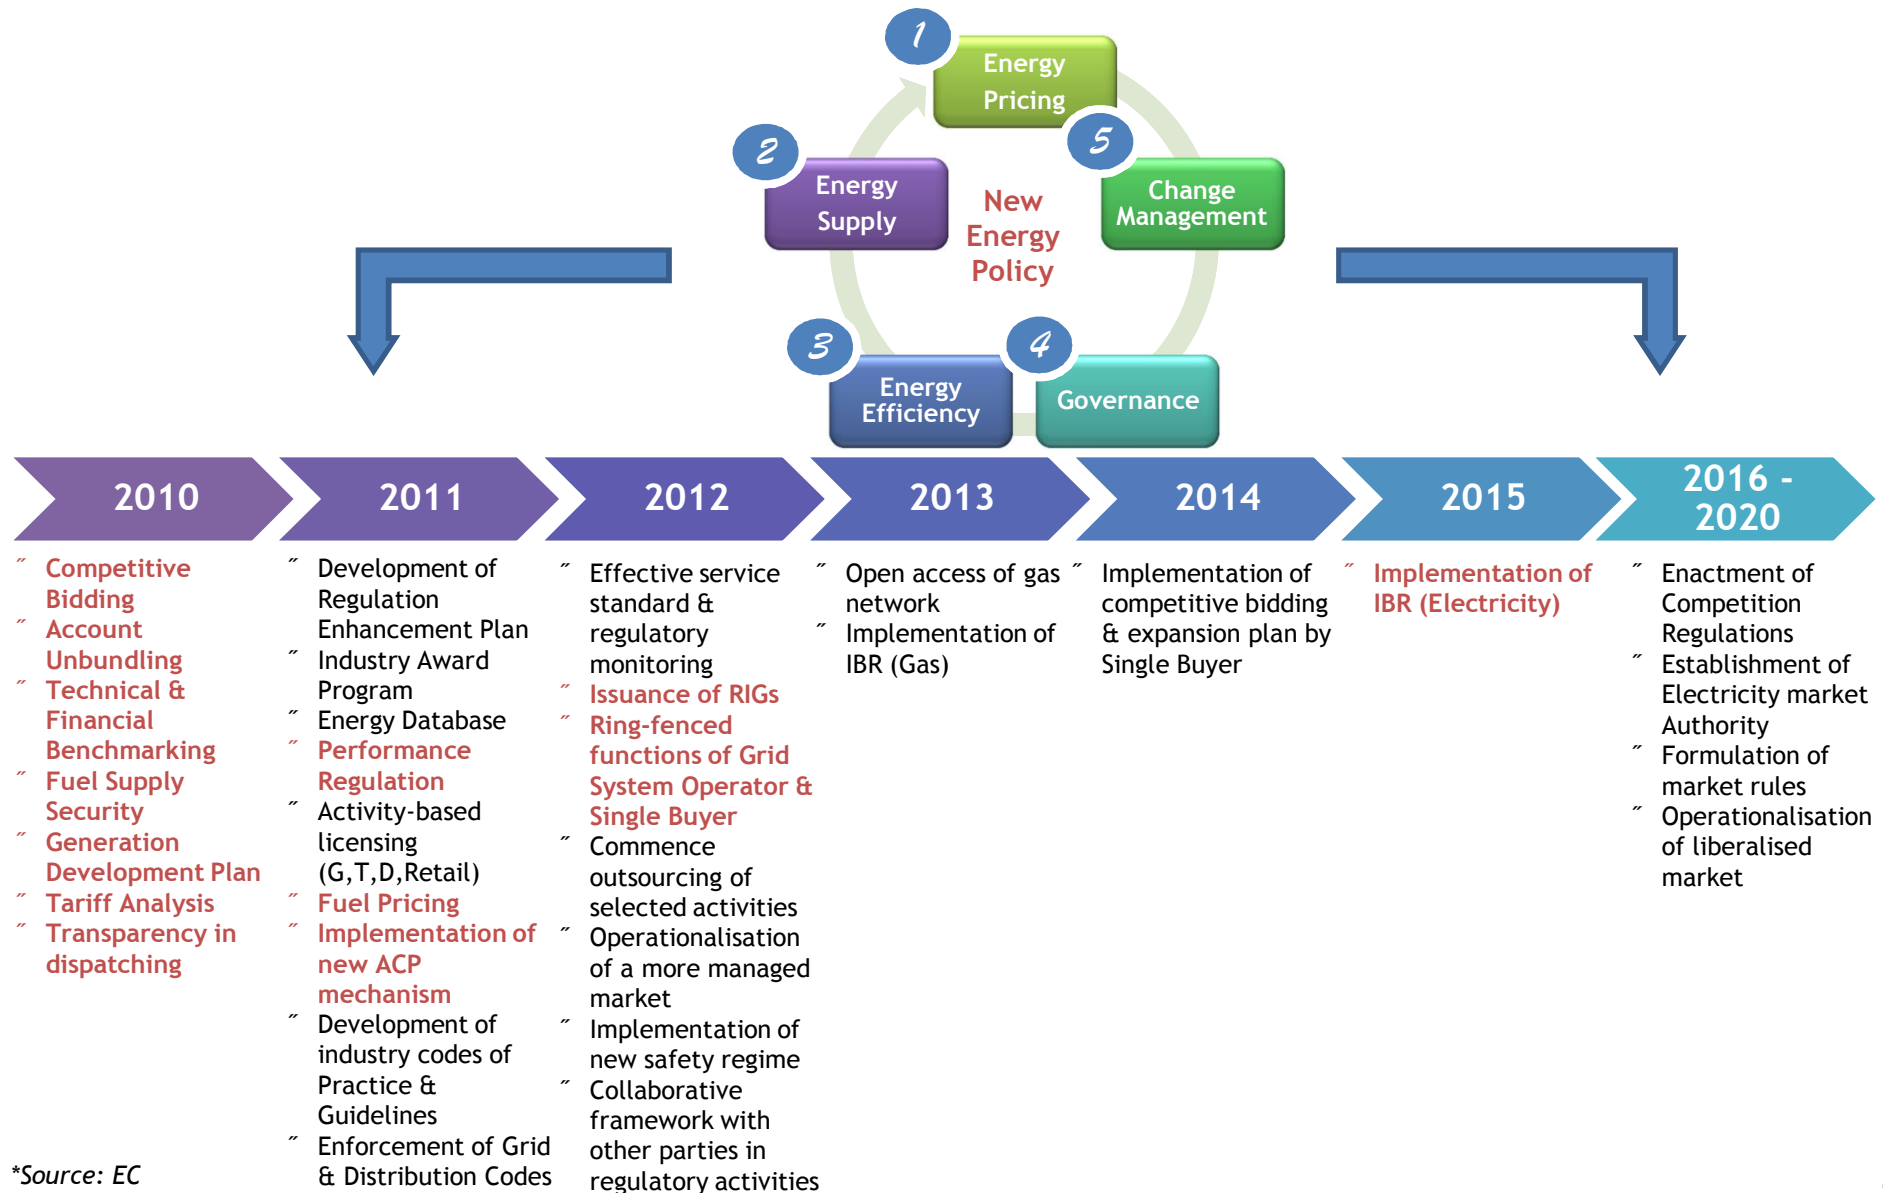 1
Energy
Pricing
2
Energy
Supply
5
Change
Management
New
Energy
Policy
3
Energy
Efficiency
4
Governance
2010
2011
2012
2013
2014
2015
2016 -
2020
˝ Competitive
Bidding
˝ Account
Unbundling
˝ Technical &
Financial
Benchmarking
˝ Fuel Supply
Security
˝ Generation
Development Plan
˝ Tariff Analysis
˝ Transparency in
dispatching
˝ Development of
Regulation
Enhancement Plan
˝ Industry Award
Program
˝ Energy Database
˝ Performance
Regulation
˝ Activity-based
licensing
(G,T,D,Retail)
˝ Fuel Pricing
˝ Implementation of
new ACP
mechanism
˝ Development of
industry codes of
Practice &
Guidelines
˝ Enforcement of Grid
& Distribution Codes
˝ Effective service
standard &
regulatory
monitoring
˝ Issuance of RIGs
˝ Ring-fenced
functions of Grid
System Operator &
Single Buyer
˝ Commence
outsourcing of
selected activities
˝ Operationalisation
of a more managed
market
˝ Implementation of
new safety regime
˝ Collaborative
framework with
other parties in
regulatory activities
˝ Open access of gas
network
˝ Implementation of
IBR (Gas)
˝ Implementation of
competitive bidding
& expansion plan by
Single Buyer
˝ Implementation of
IBR (Electricity)
˝ Enactment of
Competition
Regulations
˝ Establishment of
Electricity market
Authority
˝ Formulation of
market rules
˝ Operationalisation
of liberalised
market
*Source: EC